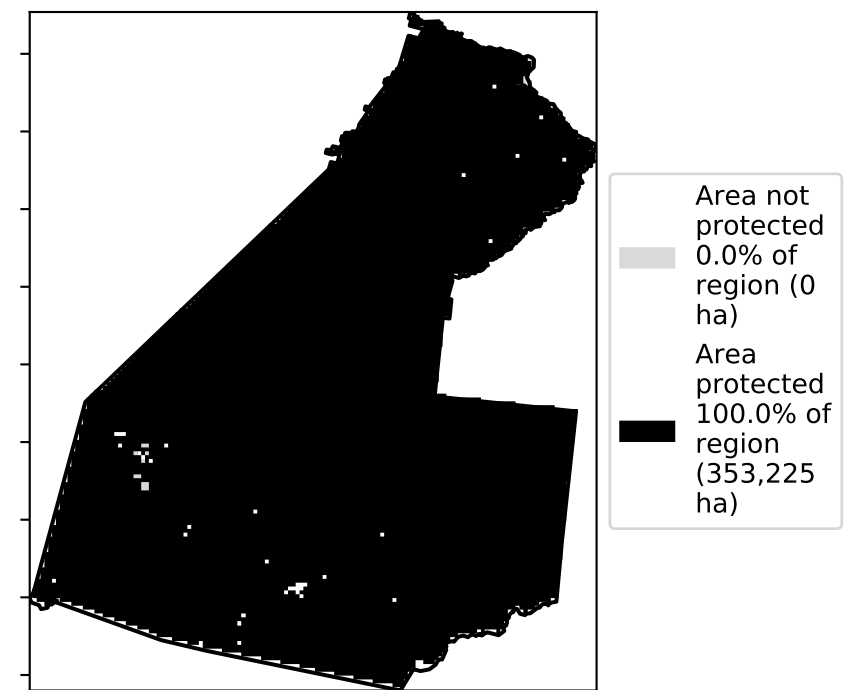 Area not
protected
0.0% of
region (0
ha)
Area
protected
100.0% of
region
(353,225
ha)